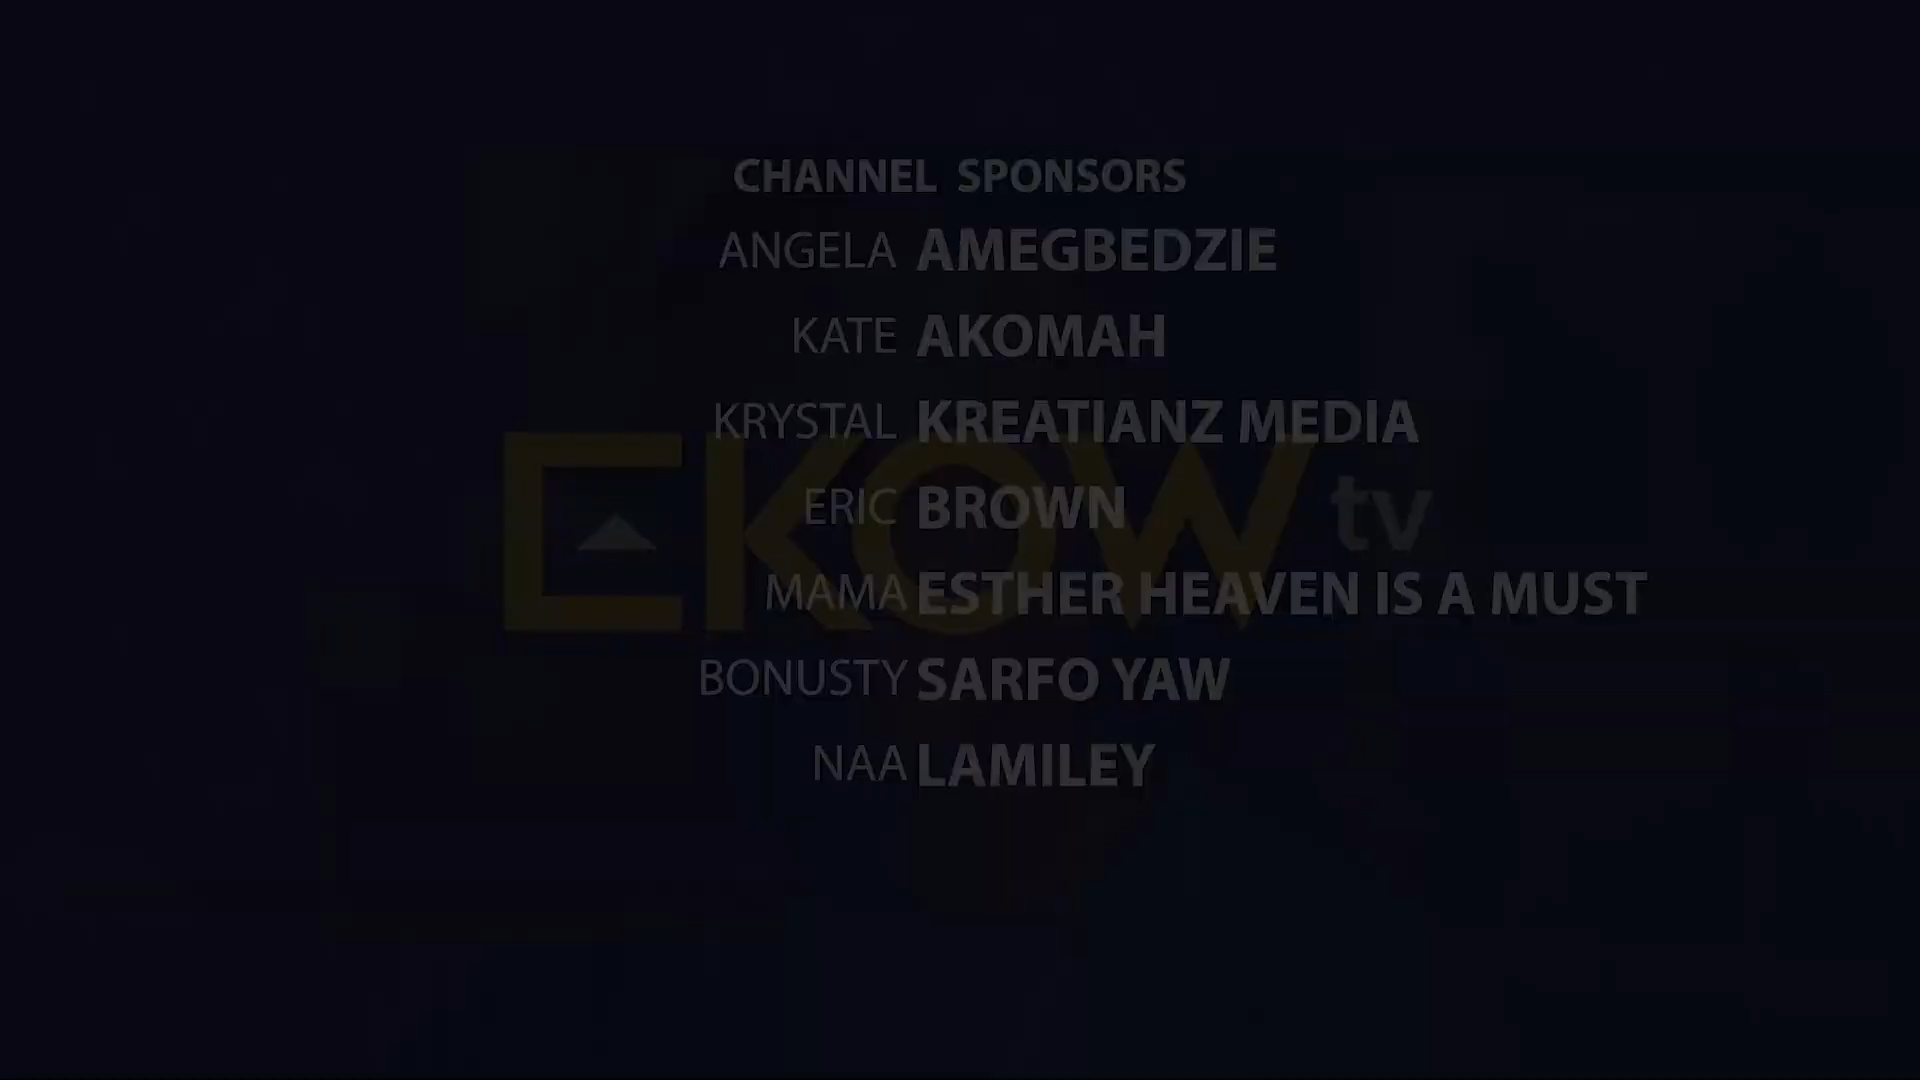 CHANNEL SPONSORS
ANGELA AMEGBEDZIE
KATE AKOMAH
KRYSTAL KREATIANZ MEDIA
ERIC BROWN
EKOW tv
MAMA ESTHER HEAVEN IS A MUST
BONUSTY SARFO YAW
NAA LAMILEY